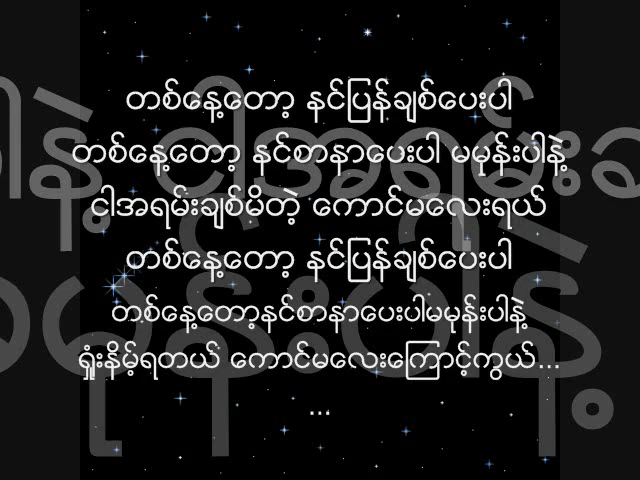 တစ်နေ့တော့ နင်ပြန်ချစ်ပေးပါ
တစ်နေ့တော့ နင်စာနာပေးပါ မမုန်းပါနဲ့
ငါအရမ်းချစ်မိတဲ့ ကောင်မလေးရယ်
တစ်နေ့တော့ နင်ပြန်ချစ်ပေးပါ
တစ်နေ့တော့နင်စာနာပေးပါမမုန်းပါနဲ့
ရှုံးနိမ့်ရတယ် ကောင်မလေးကြောင့်ကွယ်...
...